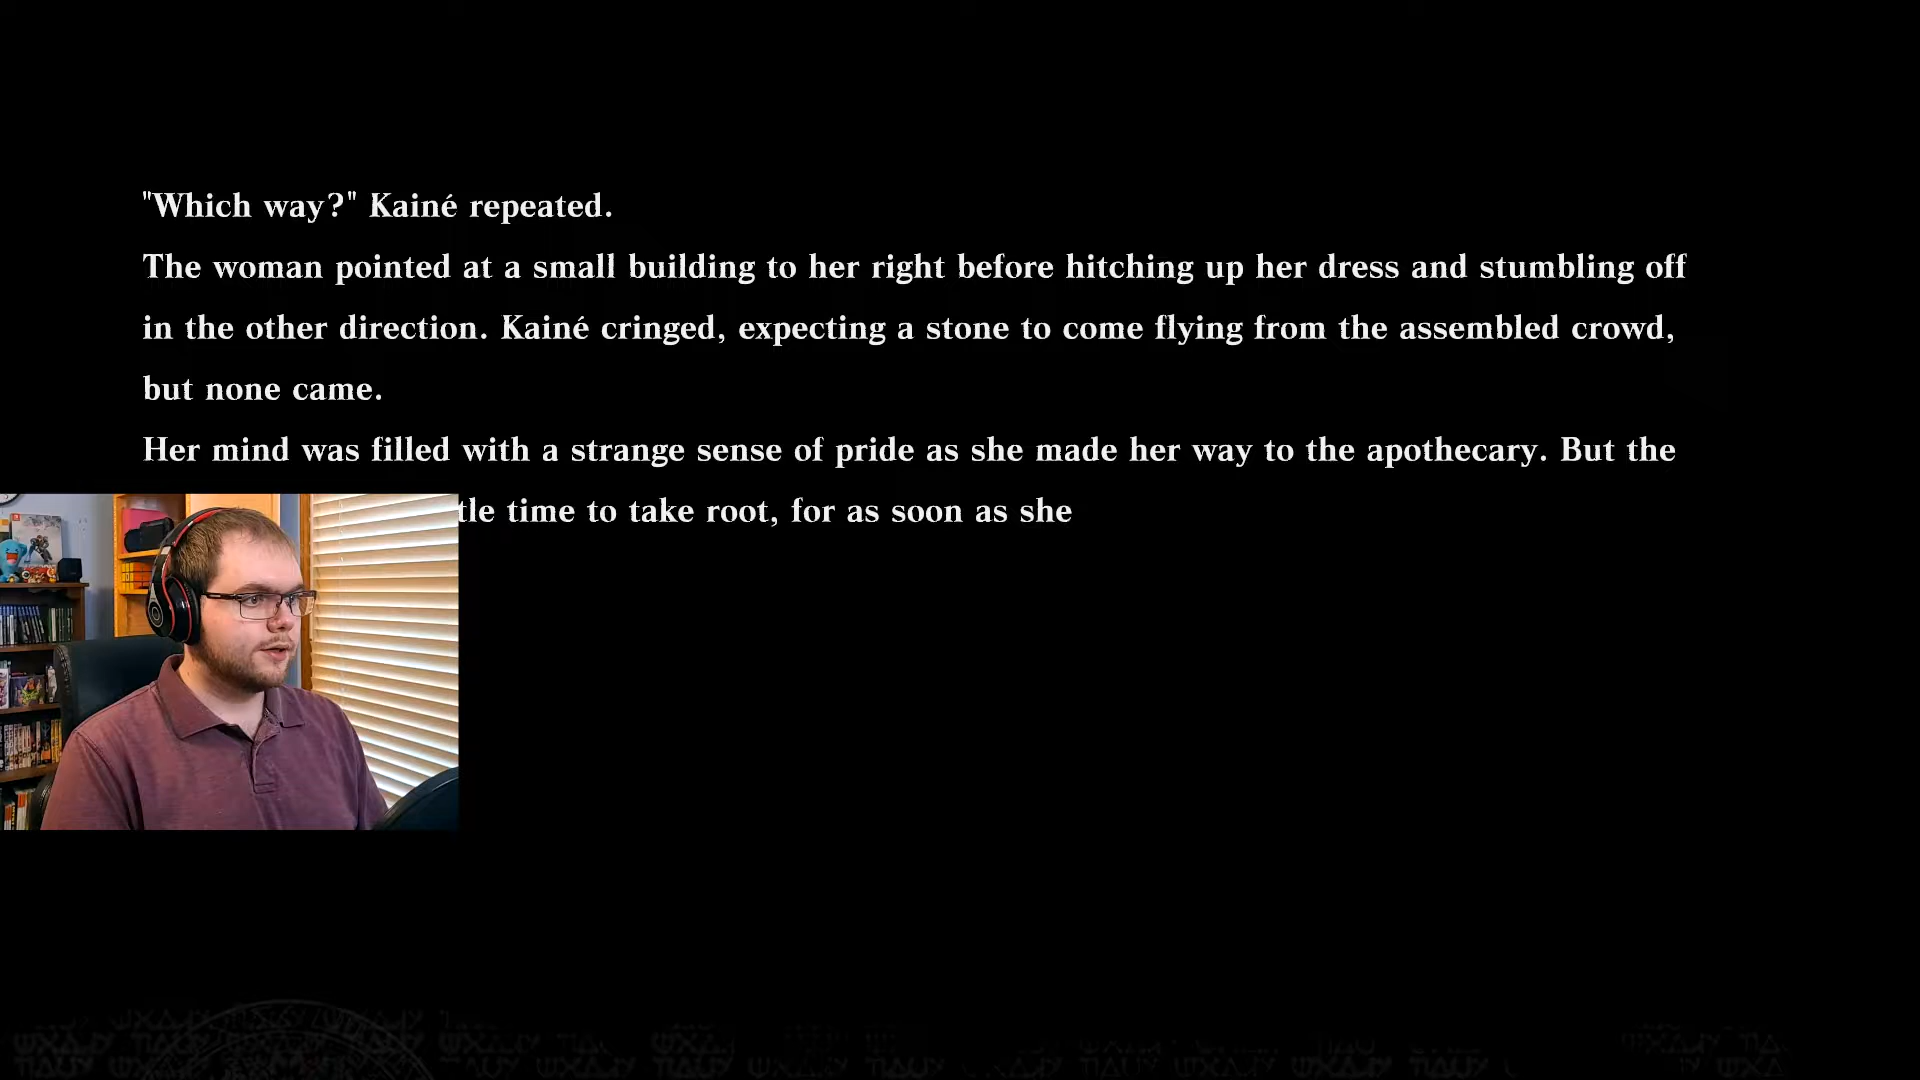 "Which way?" Kainé repeated.
The woman pointed at a small building to her right before hitching up her dress and stumbling off
in the other direction. Kainé cringed, expecting a stone to come flying from the assembled crowd,
but none came.
Her mind was filled with a strange sense of pride as she made her way to the apothecary. But the
time to take root, for as soon as she